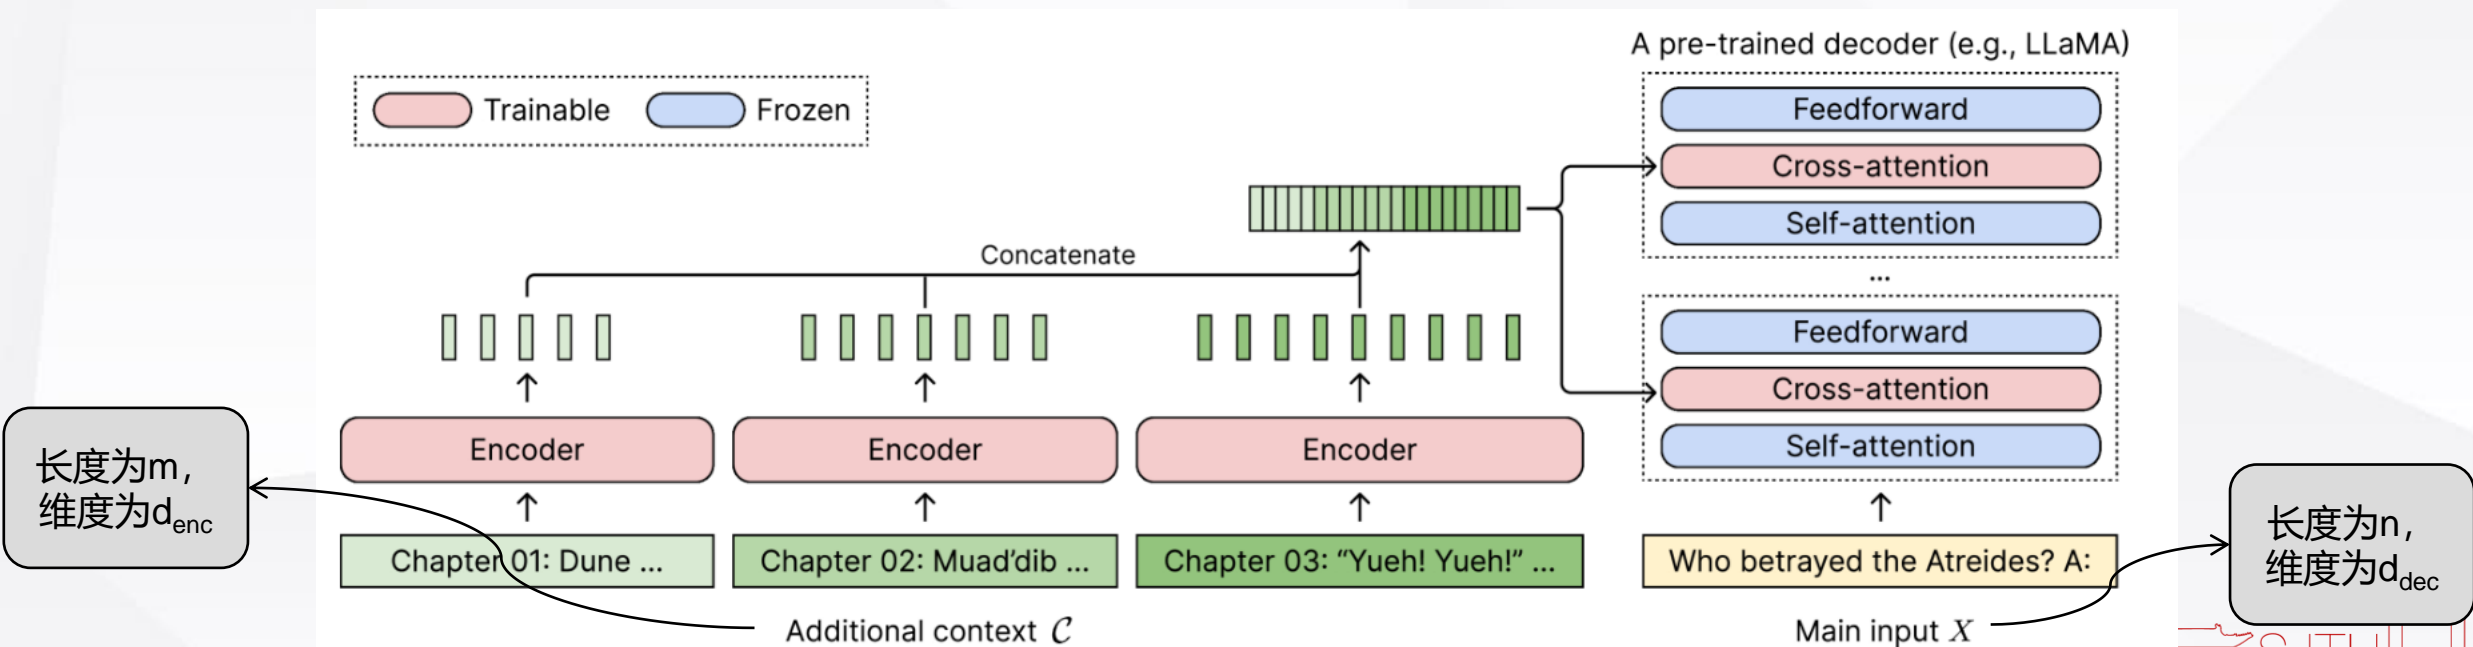 A pre-trained decoder (e.g., LLaMA)
Trainable
Frozen
Feedforward
Cross-attention
Self-attention
Concatenate
...
Feedforward
Cross-attention
Self-attention
Encoder
Encoder
Encoder
长度为m,
维度为d_enc
Chapter 01: Dune ...
Chapter 02: Muad'dib ...
Chapter 03: “Yueh! Yueh!” ...
Who betrayed the Atreides? A:
长度为n,
维度为d_dec
Additional context 𝒞
Main input X